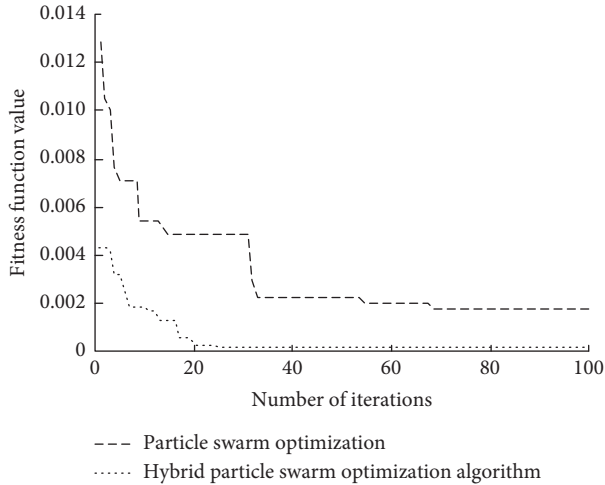 0.014
0.012
0.010
0.008
0.006
0.004
0.002
0
Fitness function value
0 20 40 60 80 100
Number of iterations
Particle swarm optimization
Hybrid particle swarm optimization algorithm